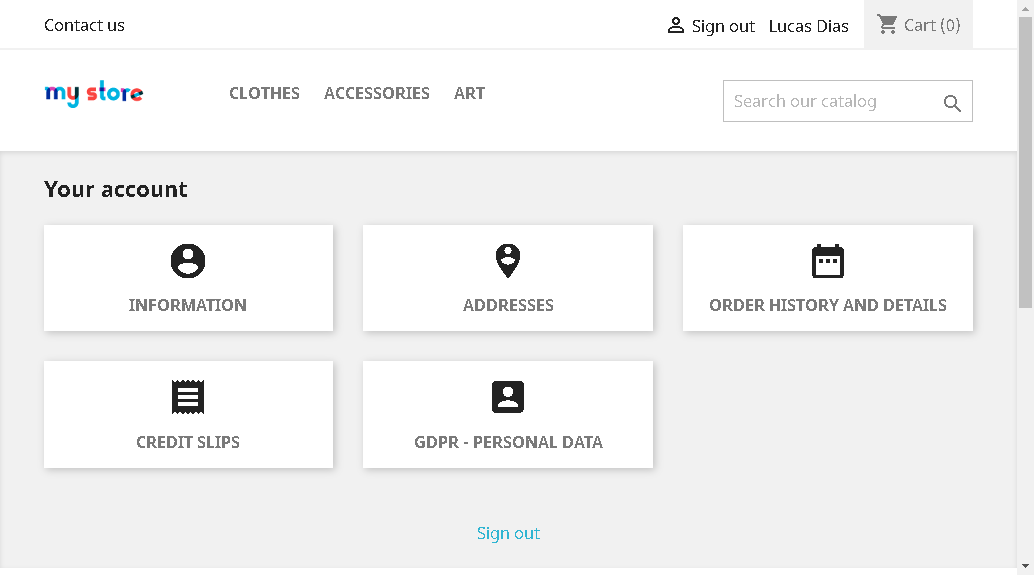 Contact us
Sign out Lucas Dias Cart (0)
my store
CLOTHES ACCESSORIES ART
Search our catalog
Your account
INFORMATION
ADDRESSES
ORDER HISTORY AND DETAILS
CREDIT SLIPS
GDPR - PERSONAL DATA
Sign out